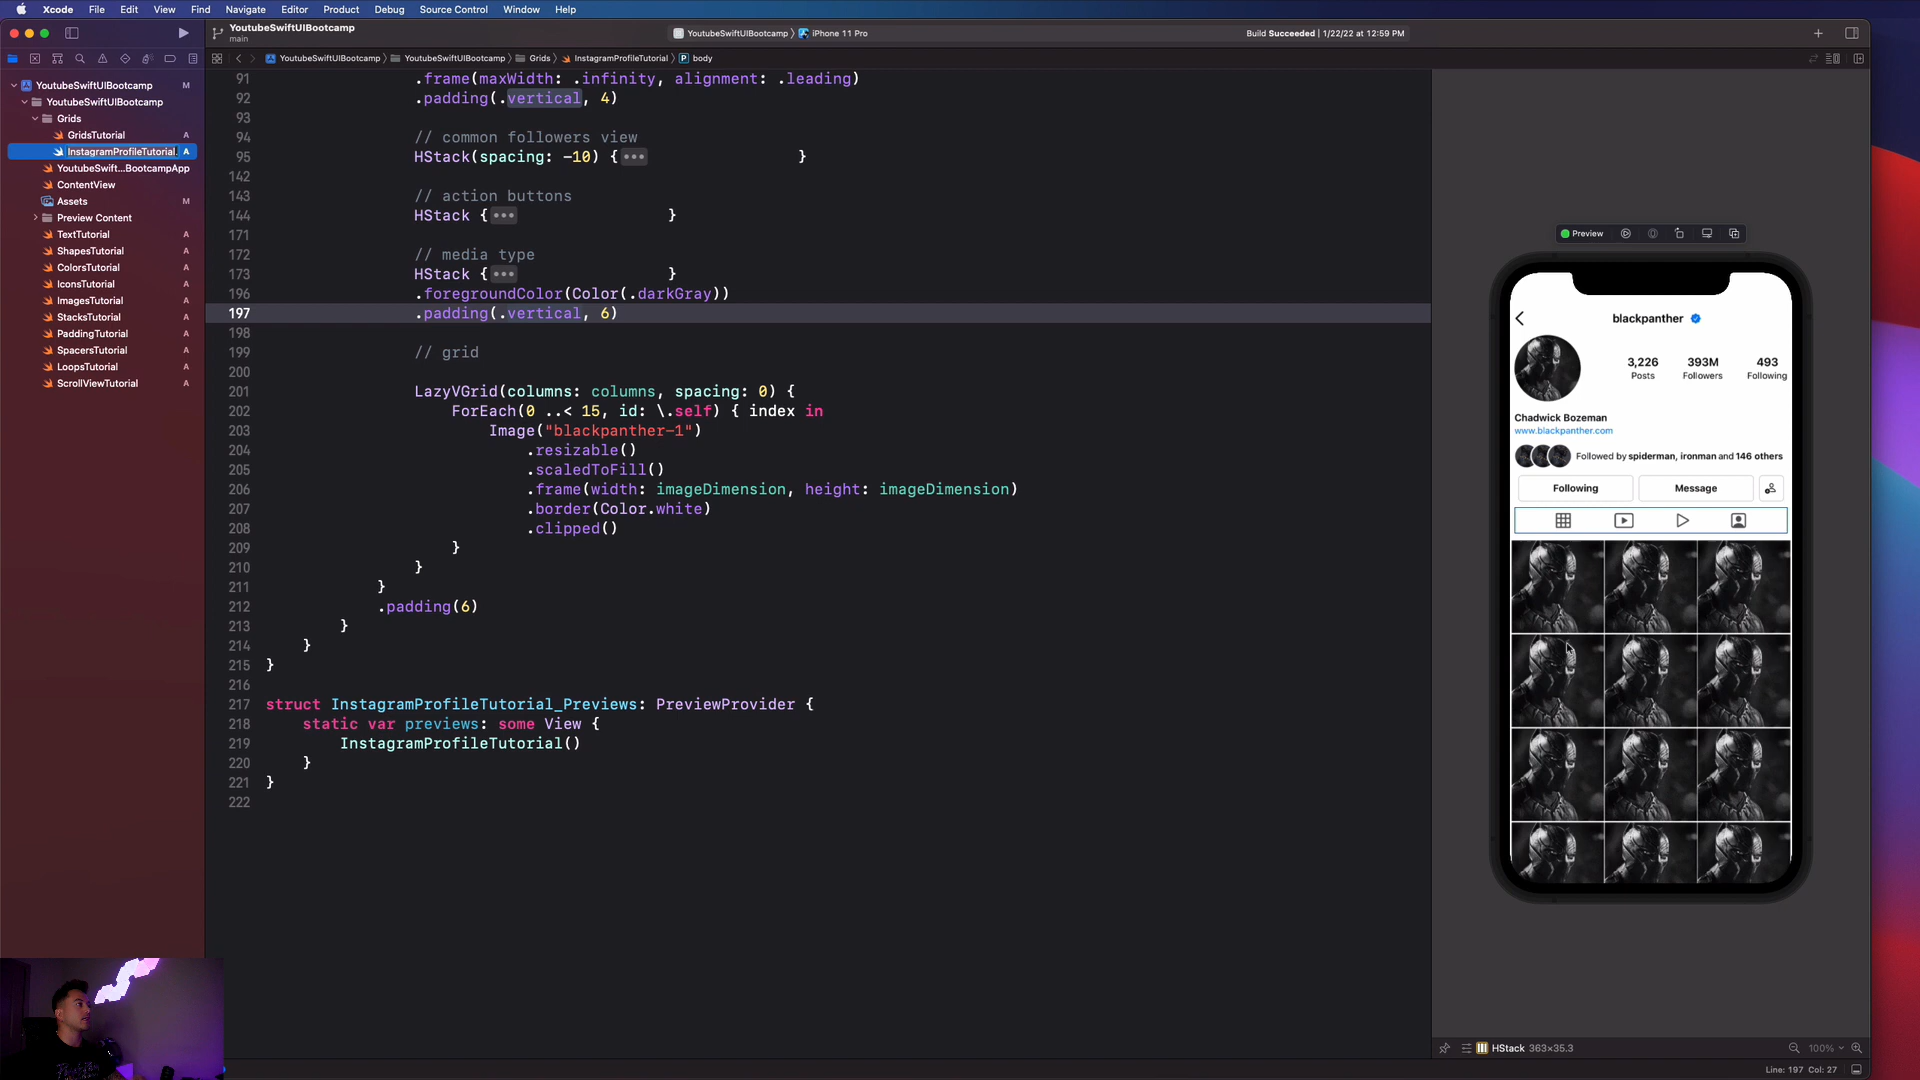 Xcode File Edit View Find Navigate Editor Product Debug Source Control Window Help
YoutubeSwiftUIBootcamp
main
YoutubeSwiftUIBootcamp iPhone 11 Pro
Build Succeeded | 1/22/22 at 12:59 PM
YoutubeSwiftUIBootcamp YoutubeSwiftUIBootcamp Grids InstagramProfileTutorial body
YoutubeSwiftUIBootcamp M
YoutubeSwiftUIBootcamp
Grids
GridsTutorial A
InstagramProfileTutorial A
YoutubeSwift...BootcampApp
ContentView
Assets M
Preview Content
TextTutorial A
ShapesTutorial A
ColorsTutorial A
IconsTutorial A
ImagesTutorial A
StacksTutorial A
PaddingTutorial A
SpacersTutorial A
LoopsTutorial A
ScrollViewTutorial A
91 .frame(maxWidth: .infinity, alignment: .leading)
92 .padding(.vertical, 4)
93
94 // common followers view
95 HStack(spacing: -10) {••• }
142
143 // action buttons
144 HStack {••• }
171
172 // media type
173 HStack {••• }
196 .foregroundColor(Color(.darkGray))
197 .padding(.vertical, 6)
198
199 // grid
200
201 LazyVGrid(columns: columns, spacing: 0) {
202 ForEach(0 ..< 15, id: \.self) { index in
203 Image("blackpanther-1")
204 .resizable()
205 .scaledToFill()
206 .frame(width: imageDimension, height: imageDimension)
207 .border(Color.white)
208 .clipped()
209 }
210 }
211 }
212 .padding(6)
213 }
214 }
215 }
216
217 struct InstagramProfileTutorial_Previews: PreviewProvider {
218 static var previews: some View {
219 InstagramProfileTutorial()
220 }
221 }
222
Preview
blackpanther
3,226 393M 493
Posts Followers Following
Chadwick Bozeman
www.blackpanther.com
Followed by spiderman, ironman and 146 others
Following Message
HStack 363×35.3
100%
Line: 197 Col: 27